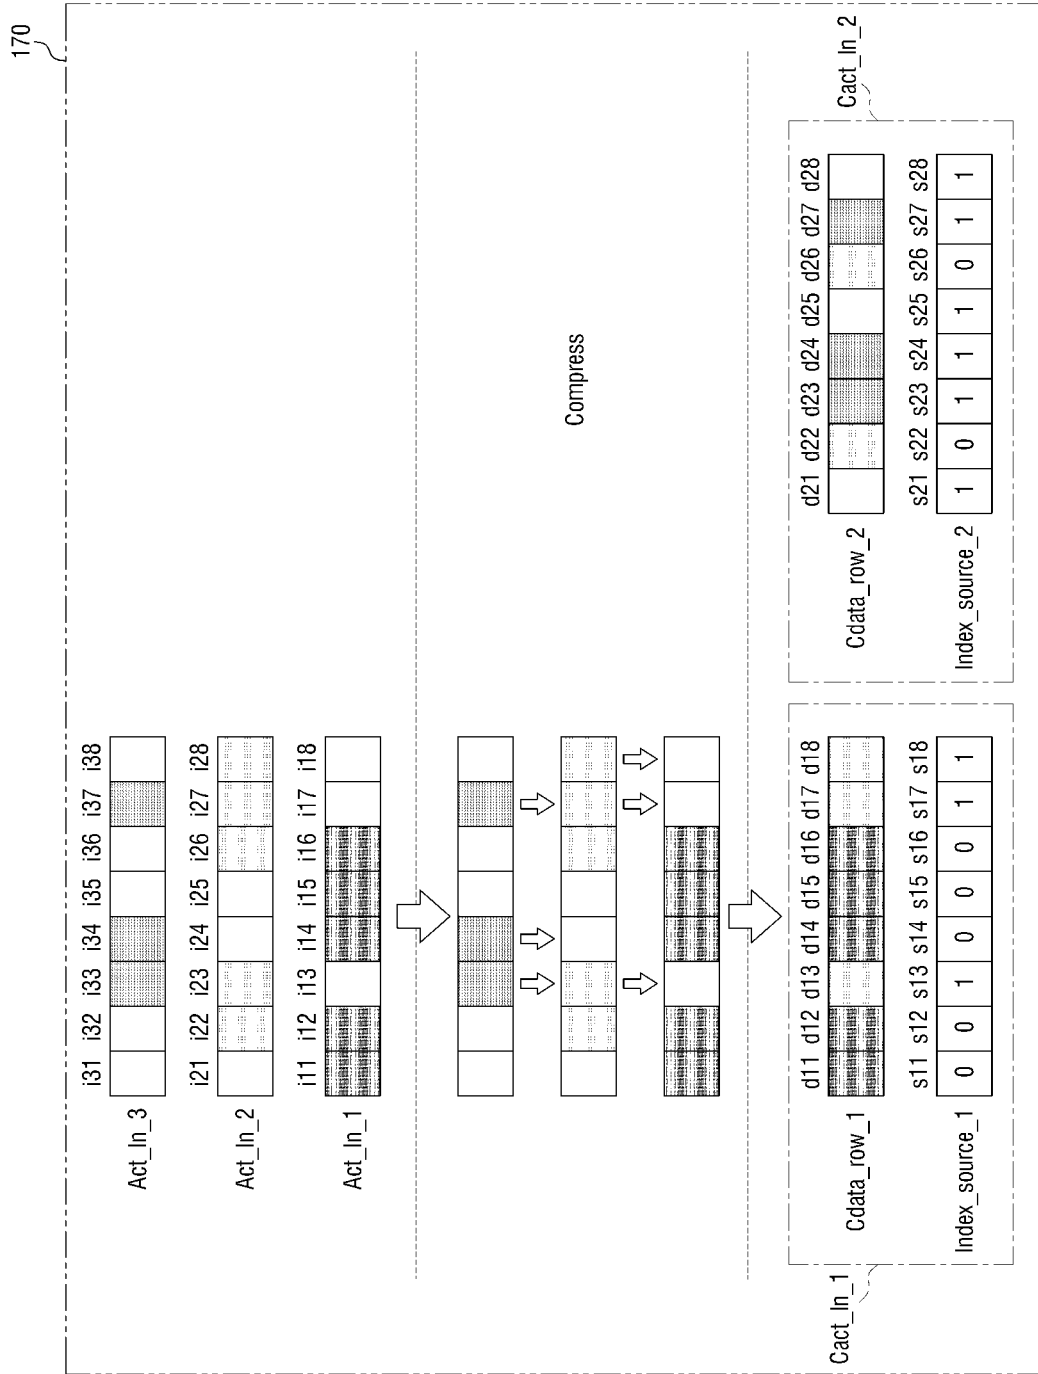 170
i31 i32 i33 i34 i35 i36 i37 i38
Act_In_3
i21 i22 i23 i24 i25 i26 i27 i28
Act_In_2
i11 i12 i13 i14 i15 i16 i17 i18
Act_In_1
Compress
d11 d12 d13 d14 d15 d16 d17 d18
Cdata_row_1
s11 s12 s13 s14 s15 s16 s17 s18
Index_source_1 0 0 1 0 0 0 1 1
Cact_In_1
d21 d22 d23 d24 d25 d26 d27 d28
Cdata_row_2
s21 s22 s23 s24 s25 s26 s27 s28
Index_source_2 1 0 1 1 1 0 1 1
Cact_In_2